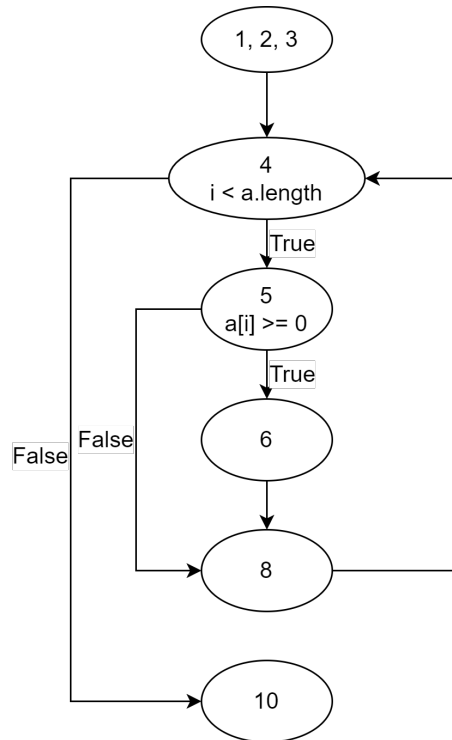 1, 2, 3
4
i < a.length
True
5
a[i] >= 0
True
False
False
6
8
10